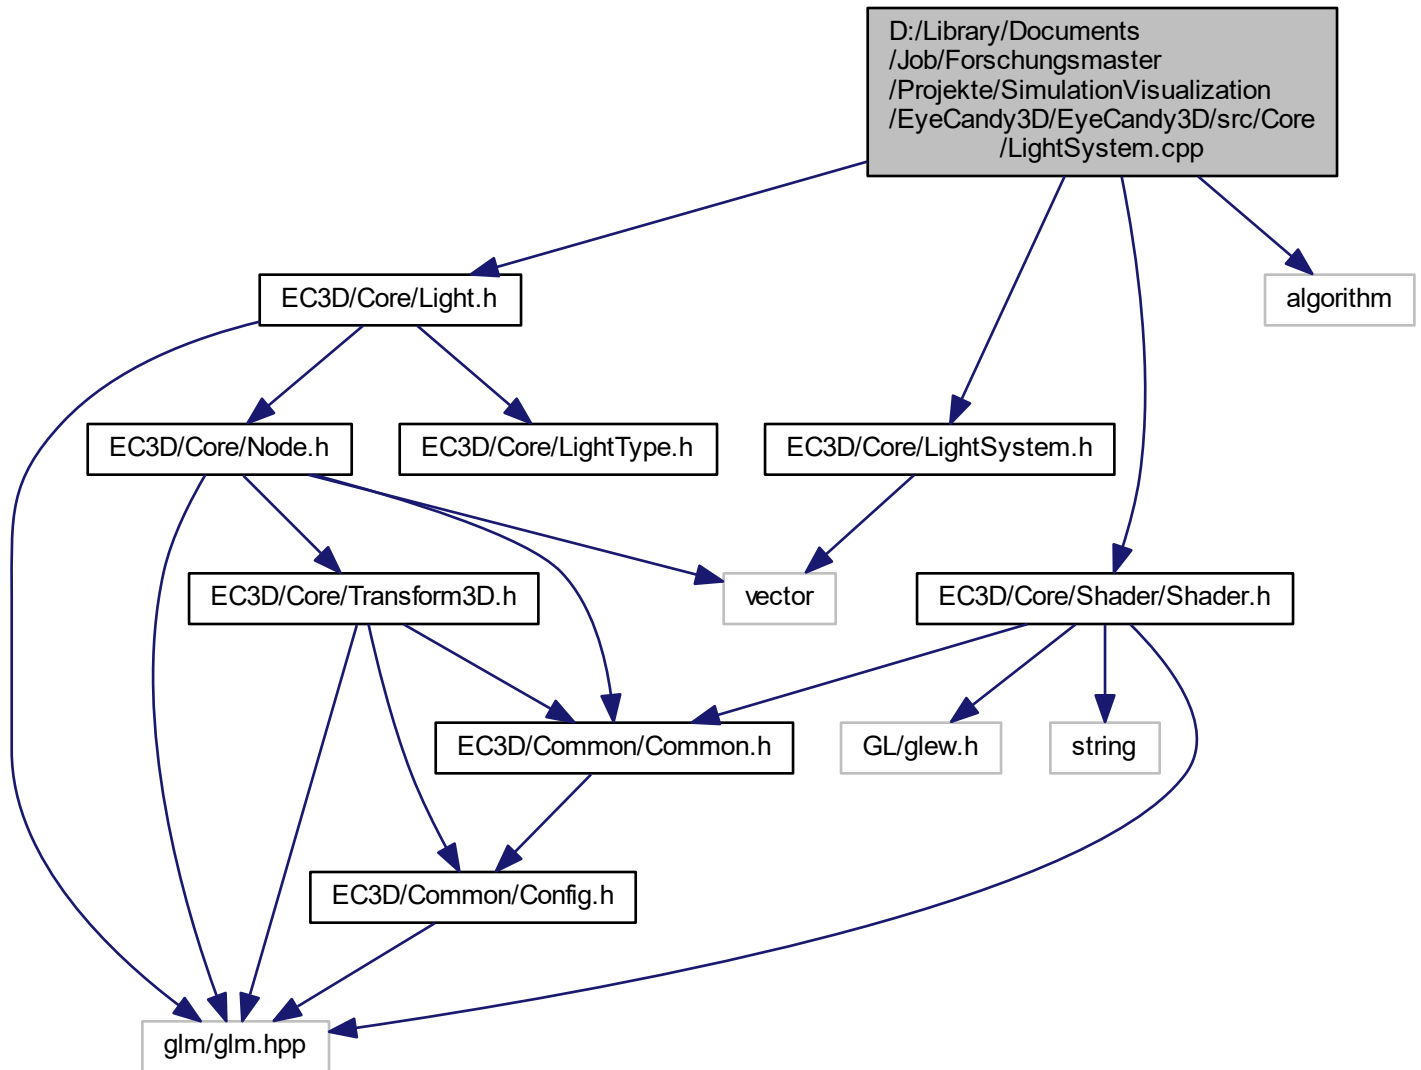 D:/Library/Documents
/Job/Forschungsmaster
/Projekte/SimulationVisualization
/EyeCandy3D/EyeCandy3D/src/Core
/LightSystem.cpp
EC3D/Core/Light.h
algorithm
EC3D/Core/Node.h
EC3D/Core/LightType.h
EC3D/Core/LightSystem.h
EC3D/Core/Transform3D.h
vector
EC3D/Core/Shader/Shader.h
EC3D/Common/Common.h
GL/glew.h
string
EC3D/Common/Config.h
glm/glm.hpp